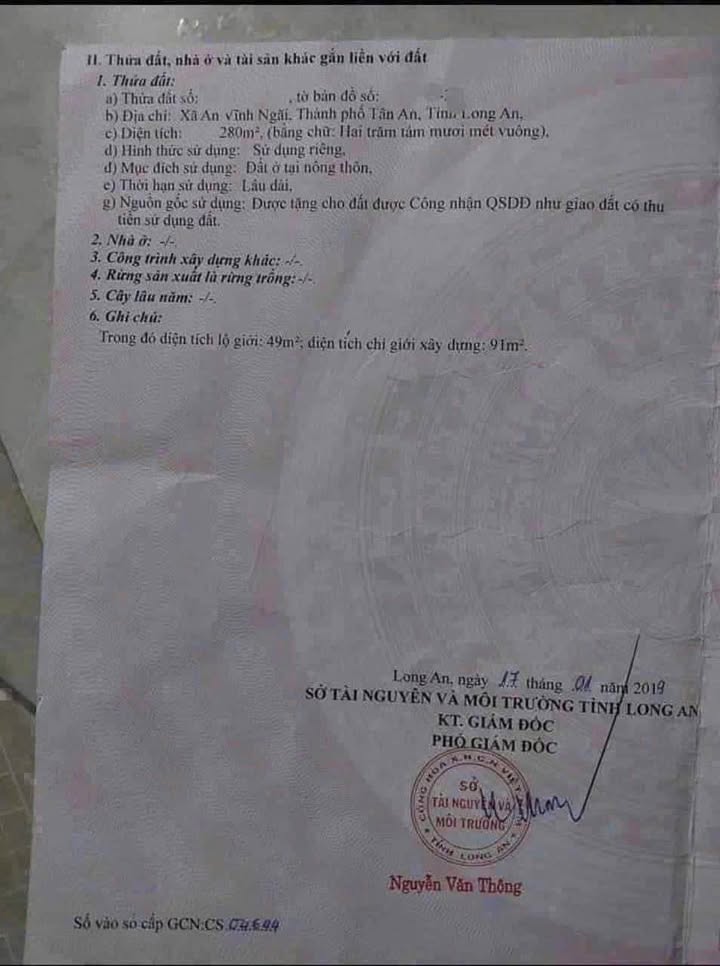 II. Thửa đất, nhà ở và tài sản khác gắn liền với đất
1. Thửa đất:
a) Thửa đất số: , tờ bản đồ số:
b) Địa chỉ: Xã An Vĩnh Ngãi, Thành phố Tân An, Tỉnh Long An,
c) Diện tích: 280m², (bằng chữ: Hai trăm tám mươi mét vuông),
d) Hình thức sử dụng: Sử dụng riêng,
đ) Mục đích sử dụng: Đất ở tại nông thôn,
e) Thời hạn sử dụng: Lâu dài,
g) Nguồn gốc sử dụng: Được tặng cho đất được Công nhận QSDĐ như giao đất có thu
tiền sử dụng đất.
2. Nhà ở: -/-.
3. Công trình xây dựng khác: -/-.
4. Rừng sản xuất là rừng trồng: -/-.
5. Cây lâu năm: -/-.
6. Ghi chú:
Trong đó diện tích lộ giới: 49m²; diện tích chỉ giới xây dựng: 91m².
Long An, ngày 17 tháng 01 năm 2019
SỞ TÀI NGUYÊN VÀ MÔI TRƯỜNG TỈNH LONG AN
KT. GIÁM ĐỐC
PHÓ GIÁM ĐỐC
CỘNG HÒA X.H.C.N VIỆT NAM
SỞ
TÀI NGUYÊN VÀ
MÔI TRƯỜNG
TỈNH LONG AN
Nguyễn Văn Thông
Số vào sổ cấp GCN:CS 04644